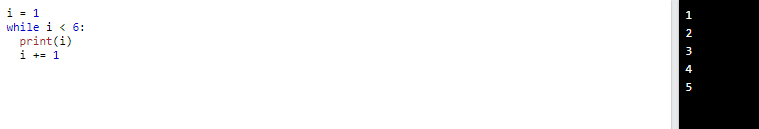 i = 1
while i < 6:
  print(i)
  i += 1
1
2
3
4
5